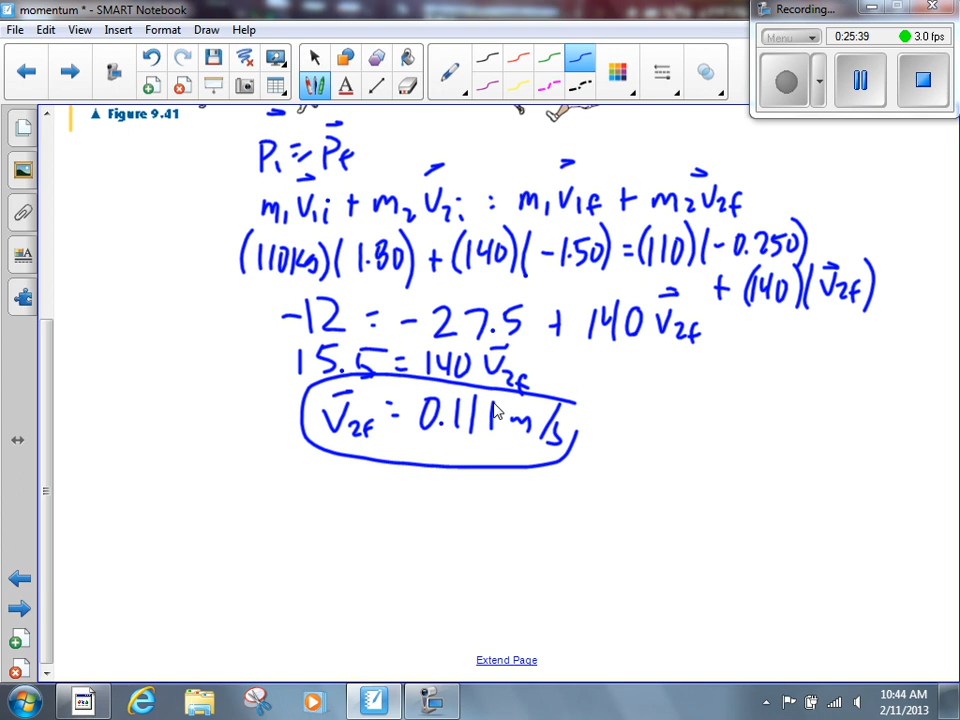 momentum * - SMART Notebook
Recording...
File Edit View Insert Format Draw Help
Menu
0:25:39
3.0 fps
▲ Figure 9.41
P⃗i = P⃗f
m₁v⃗₁i + m₂v⃗₂i = m₁v⃗₁f + m₂v⃗₂f
(110kg)(1.80) + (140)(-1.50) = (110)(-0.250)
+ (140)(v⃗₂f)
-12 = -27.5 + 140 v⃗₂f
15.5 = 140 v⃗₂f
v⃗₂f = 0.111 m/s
Extend Page
10:44 AM
2/11/2013